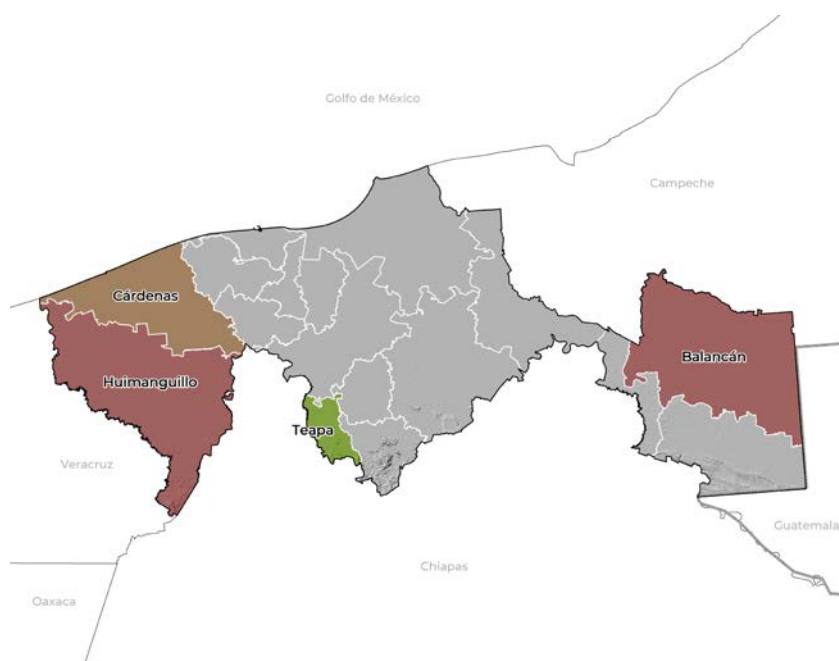 Golfo de México
Campeche
Cárdenas
Balancán
Huimanguillo
Teapa
Veracruz
Guatemala
Chiapas
Oaxaca